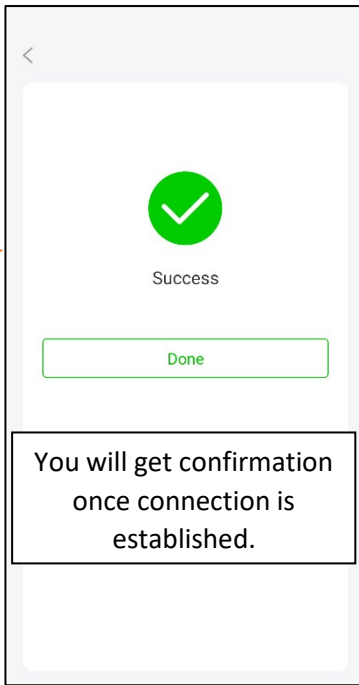 Success
Done
You will get confirmation
once connection is
established.